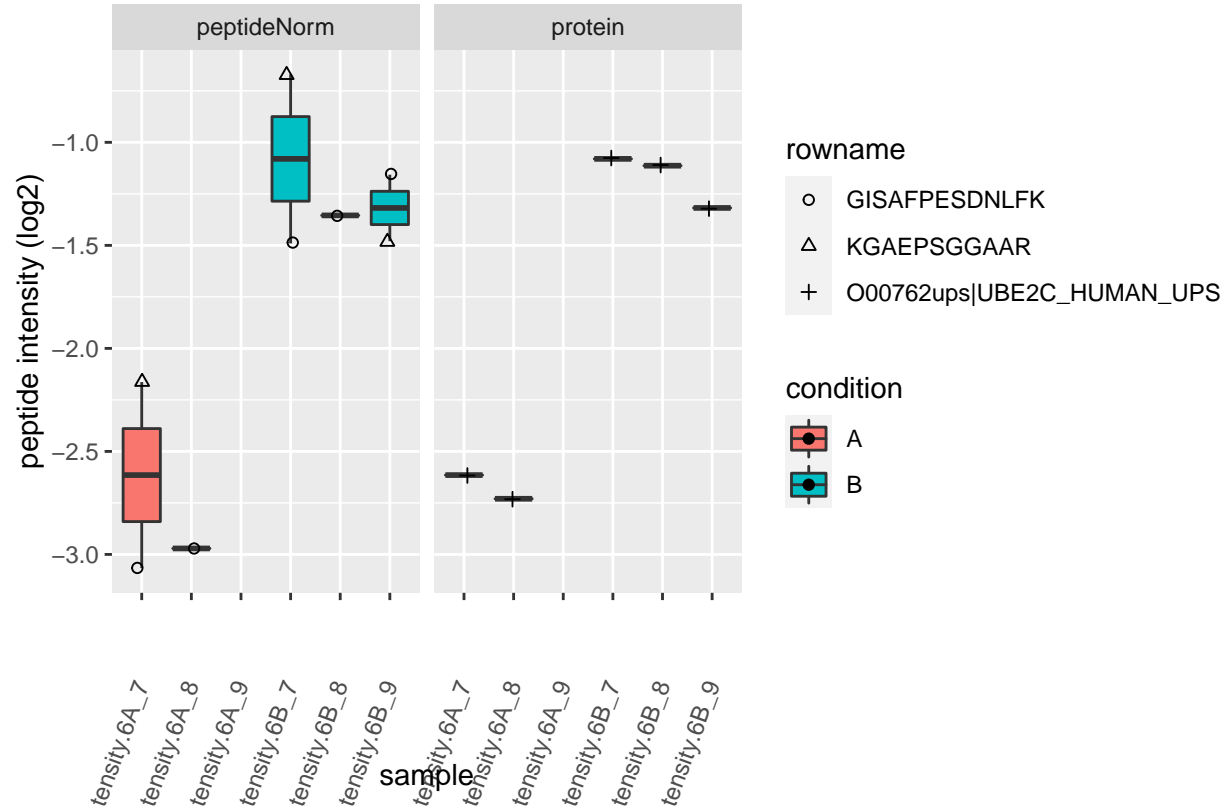 peptideNorm
protein
peptide intensity (log2)
−1.0
−1.5
−2.0
−2.5
−3.0
tensity.6A_7
tensity.6A_8
tensity.6A_9
tensity.6B_7
tensity.6B_8
tensity.6B_9
tensity.6A_7
tensity.6A_8
tensity.6A_9
tensity.6B_7
tensity.6B_8
tensity.6B_9
sample
rowname
GISAFPESDNLFK
KGAEPSGGAAR
O00762ups|UBE2C_HUMAN_UPS
condition
A
B